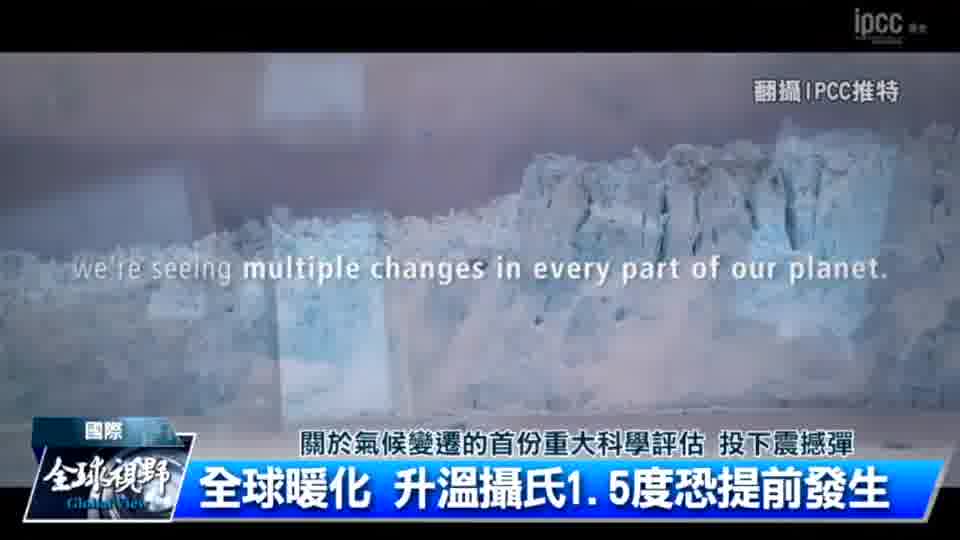 ipcc
翻攝IPCC推特
we're seeing multiple changes in every part of our planet.
國際
關於氣候變遷的首份重大科學評估 投下震撼彈
全球視野
Global View
全球暖化 升溫攝氏1.5度恐提前發生